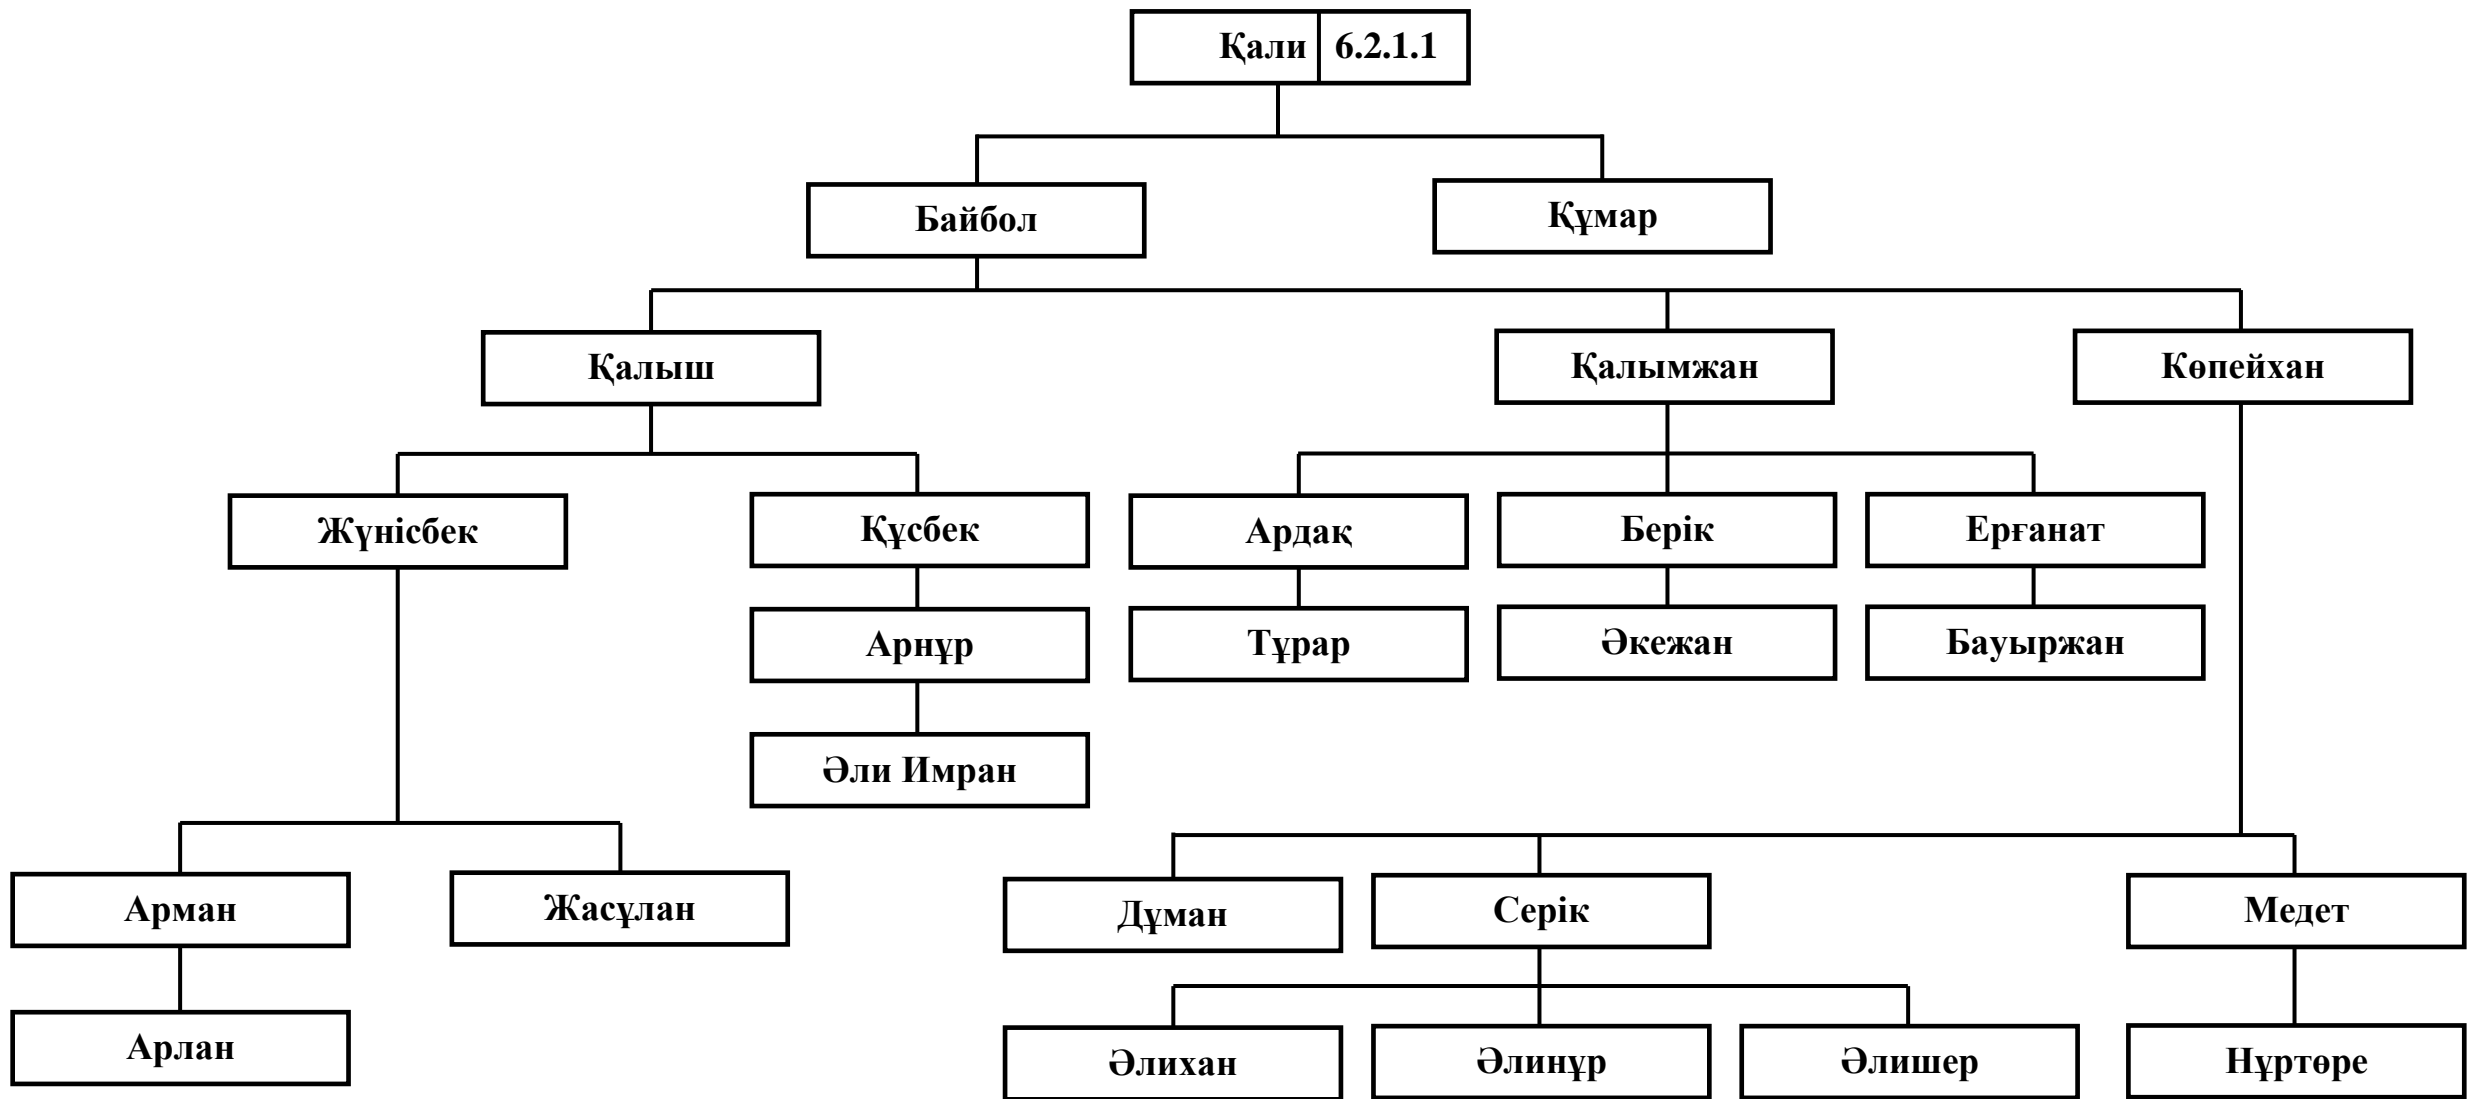 Қали 6.2.1.1
Байбол
Құмар
Қалыш
Қалымжан
Көпейхан
Жүнісбек
Құсбек
Ардақ
Берік
Ерғанат
Арнұр
Тұрар
Әкежан
Бауыржан
Әли Имран
Арман
Жасұлан
Дұман
Серік
Медет
Арлан
Әлихан
Әлинұр
Әлишер
Нұртөре